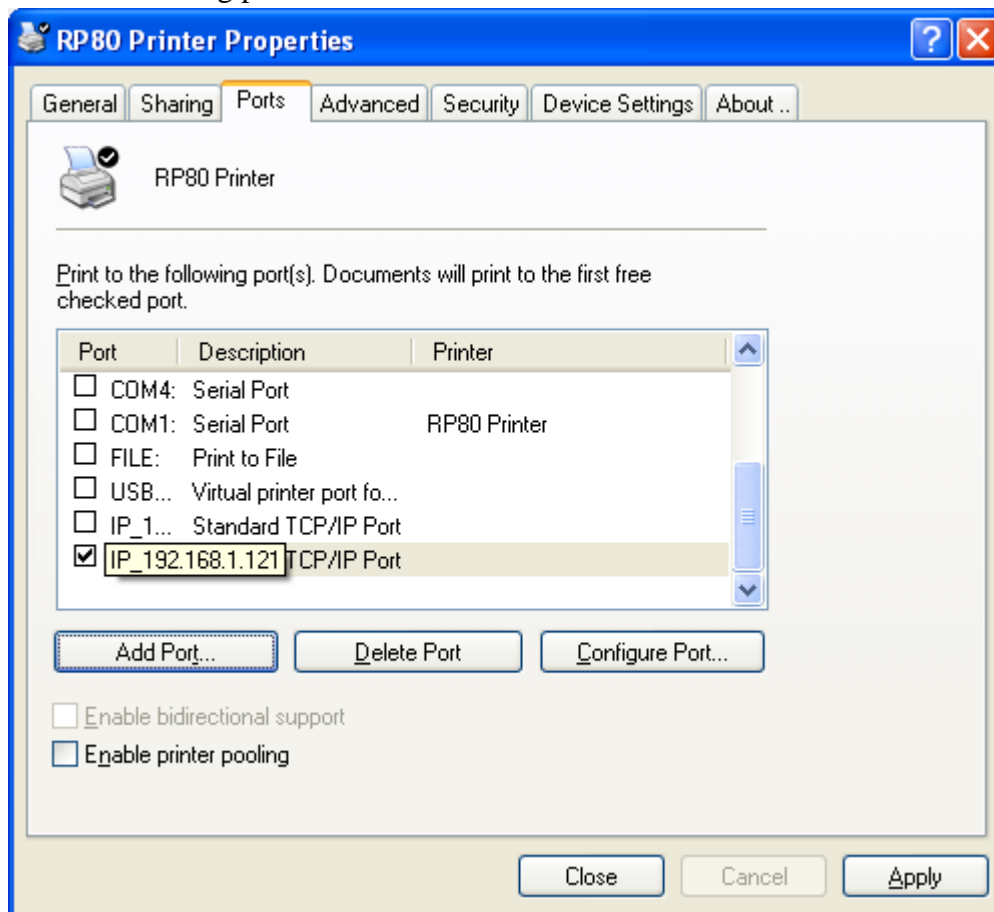 RP80 Printer Properties
General Sharing Ports Advanced Security Device Settings About ..
RP80 Printer
Print to the following port(s). Documents will print to the first free
checked port.
Port Description Printer
COM4: Serial Port
COM1: Serial Port RP80 Printer
FILE: Print to File
USB... Virtual printer port fo...
IP_1... Standard TCP/IP Port
IP_192.168.1.121 TCP/IP Port
Add Port... Delete Port Configure Port...
Enable bidirectional support
Enable printer pooling
Close Cancel Apply